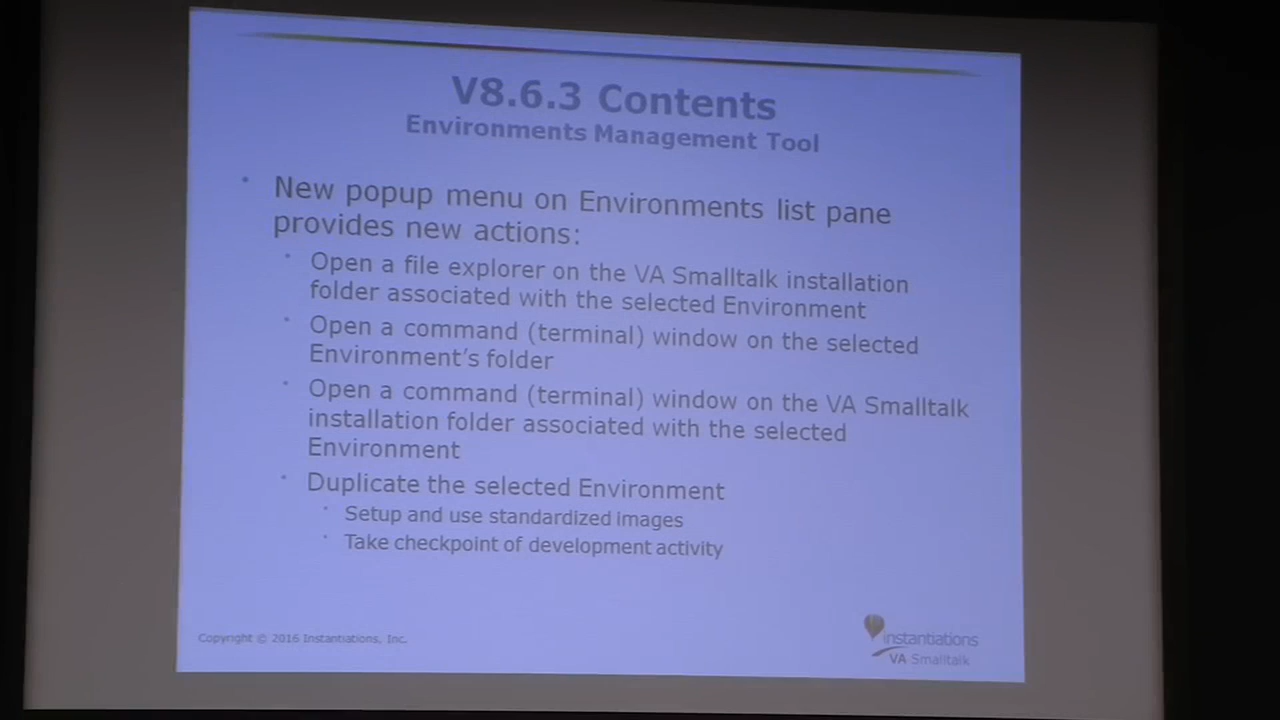 V8.6.3 Contents
Environments Management Tool
• New popup menu on Environments list pane
provides new actions:
• Open a file explorer on the VA Smalltalk installation
folder associated with the selected Environment
• Open a command (terminal) window on the selected
Environment's folder
• Open a command (terminal) window on the VA Smalltalk
installation folder associated with the selected
Environment
• Duplicate the selected Environment
• Setup and use standardized images
• Take checkpoint of development activity
Copyright © 2016 Instantiations, Inc.
instantiations
VA Smalltalk